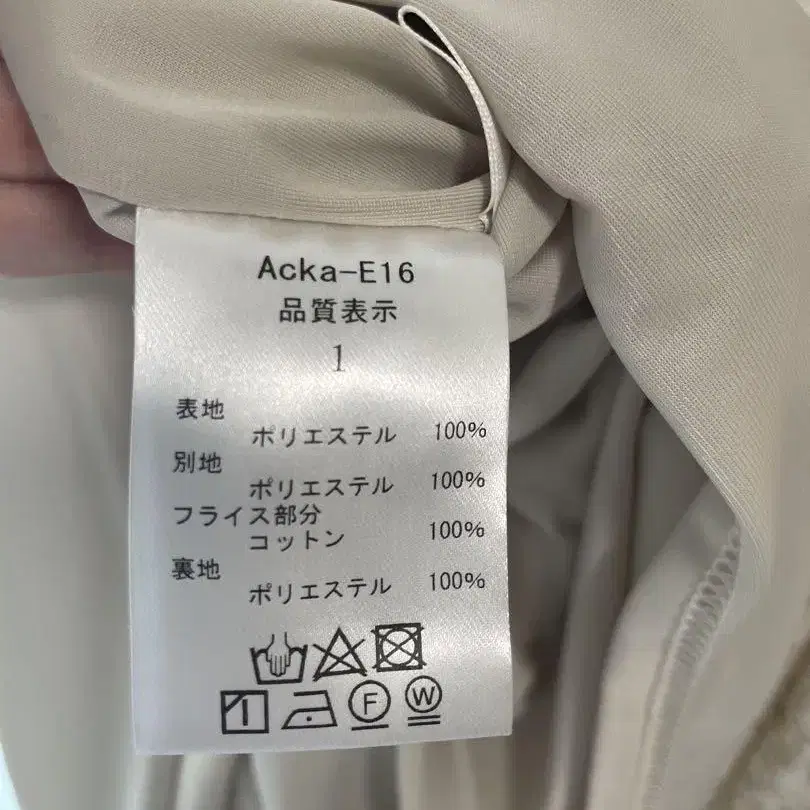 Acka-E16
品質表示
1
表地
ポリエステル 100%
別地
ポリエステル 100%
フライス部分
コットン 100%
裏地
ポリエステル 100%
F W